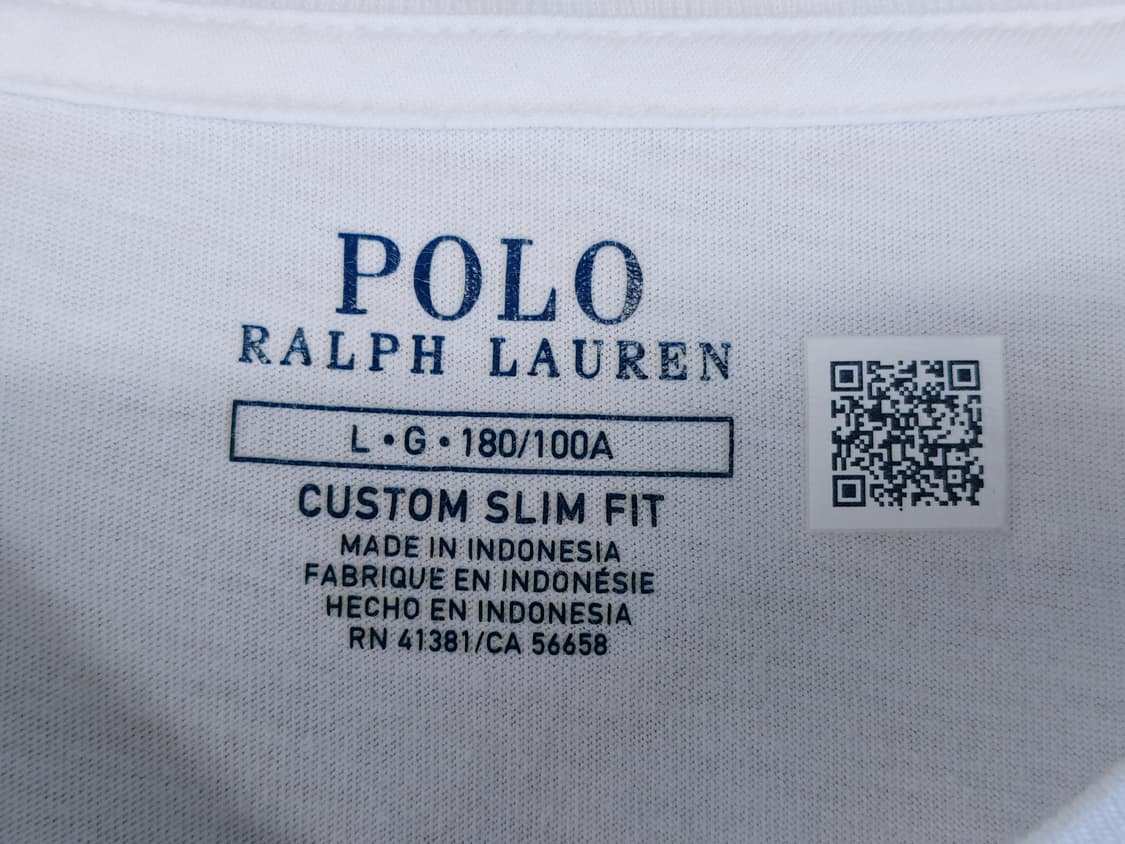 POLO
RALPH LAUREN
L • G • 180/100A
CUSTOM SLIM FIT
MADE IN INDONESIA
FABRIQUE EN INDONÉSIE
HECHO EN INDONESIA
RN 41381/CA 56658